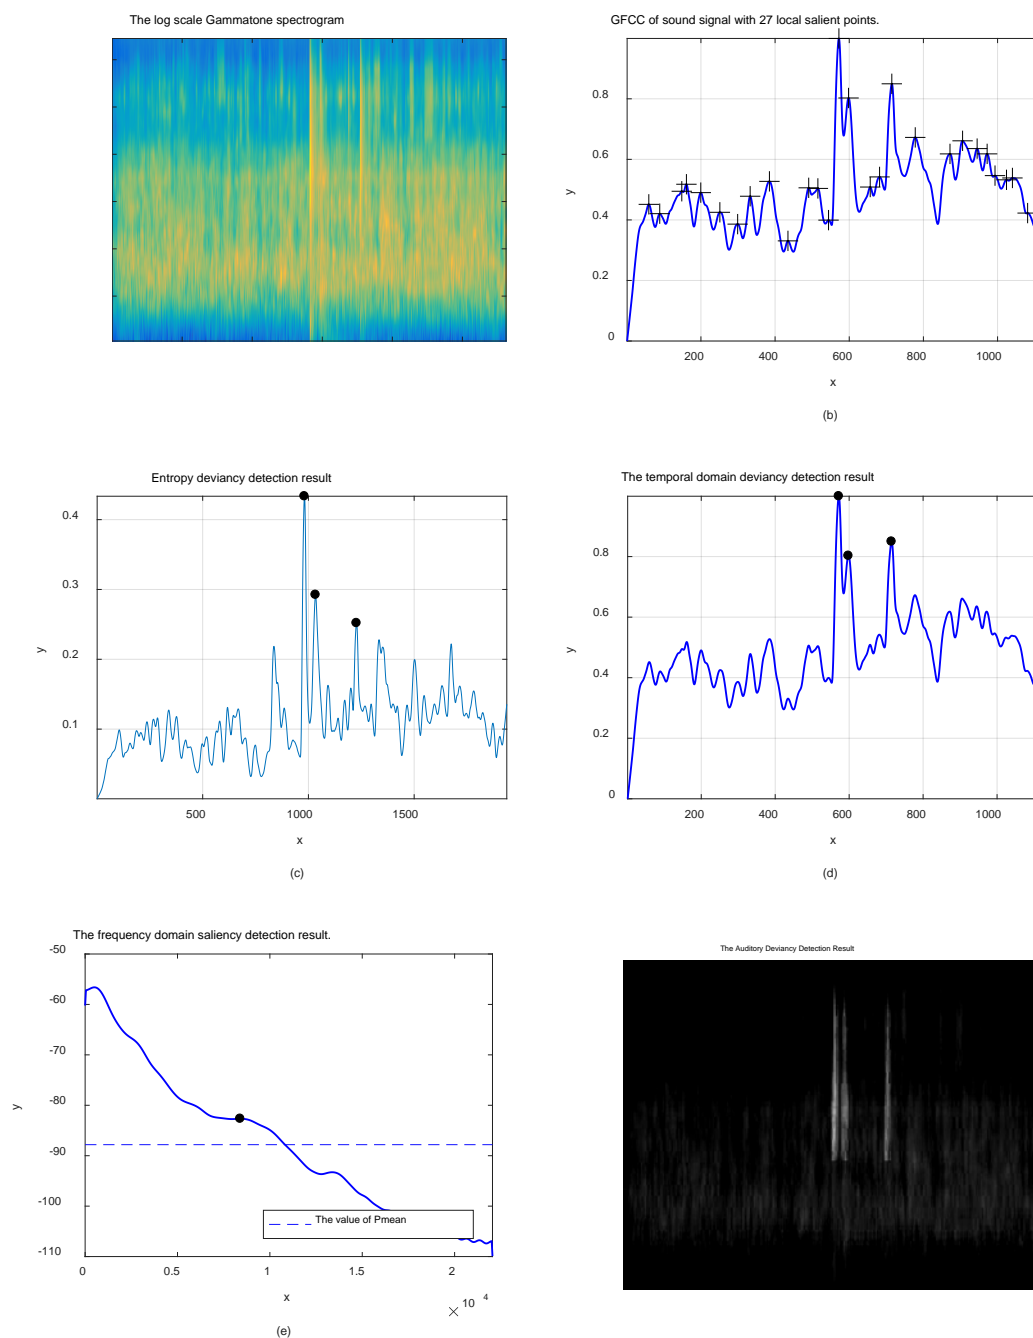 The log scale Gammatone spectrogram
GFCC of sound signal with 27 local salient points.
0.8
0.6
y
0.4
0.2
0
200 400 600 800 1000
x
(b)
Entropy deviancy detection result
0.4
0.3
y
0.2
0.1
500 1000 1500
x
(c)
The temporal domain deviancy detection result
0.8
y
0.6
0.4
0.2
0
200 400 600 800 1000
x
(d)
The frequency domain saliency detection result.
-50
-60
-70
-80
y
-90
-100
-110
The value of Pmean
0 0.5 1 1.5 2
x
× 10 4
(e)
The Auditory Deviancy Detection Result